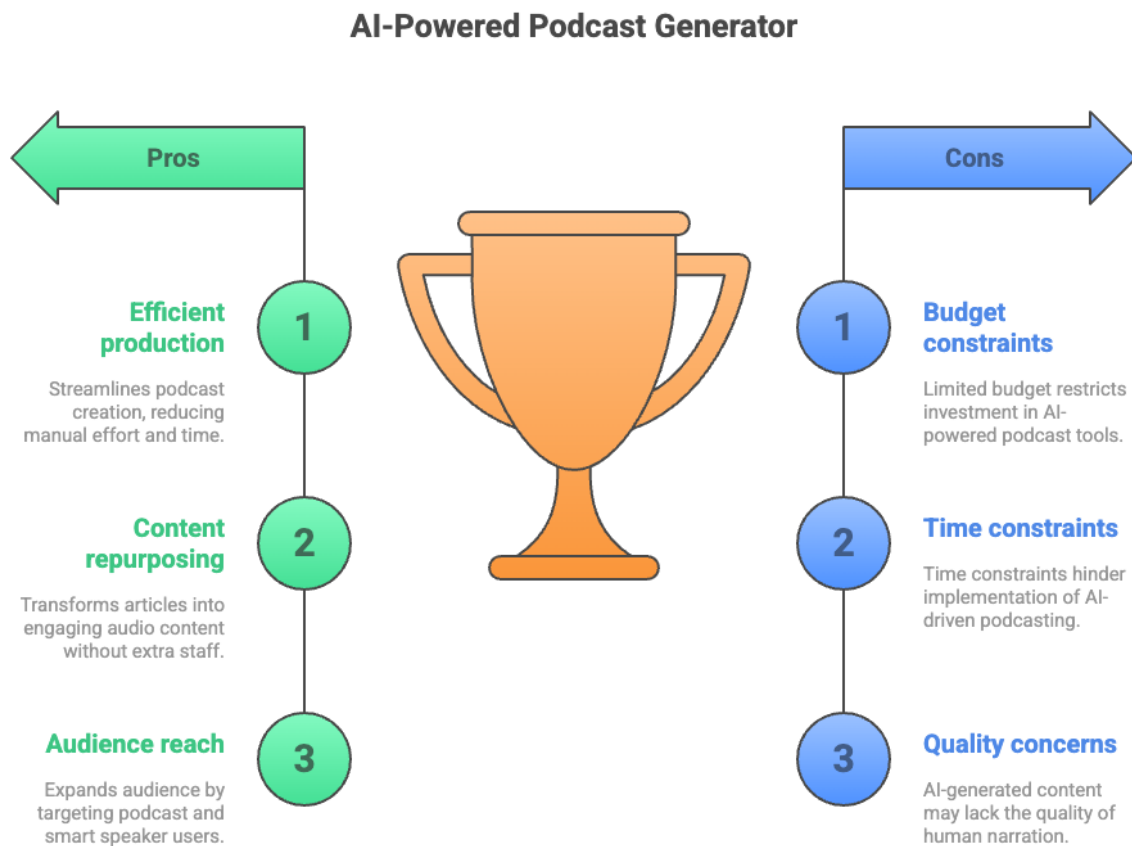 AI-Powered Podcast Generator
Pros
1
Efficient
production
Streamlines podcast
creation, reducing
manual effort and time.
2
Content
repurposing
Transforms articles into
engaging audio content
without extra staff.
3
Audience reach
Expands audience by
targeting podcast and
smart speaker users.
Cons
1
Budget
constraints
Limited budget restricts
investment in AI-
powered podcast tools.
2
Time constraints
Time constraints hinder
implementation of AI-
driven podcasting.
3
Quality concerns
AI-generated content
may lack the quality of
human narration.